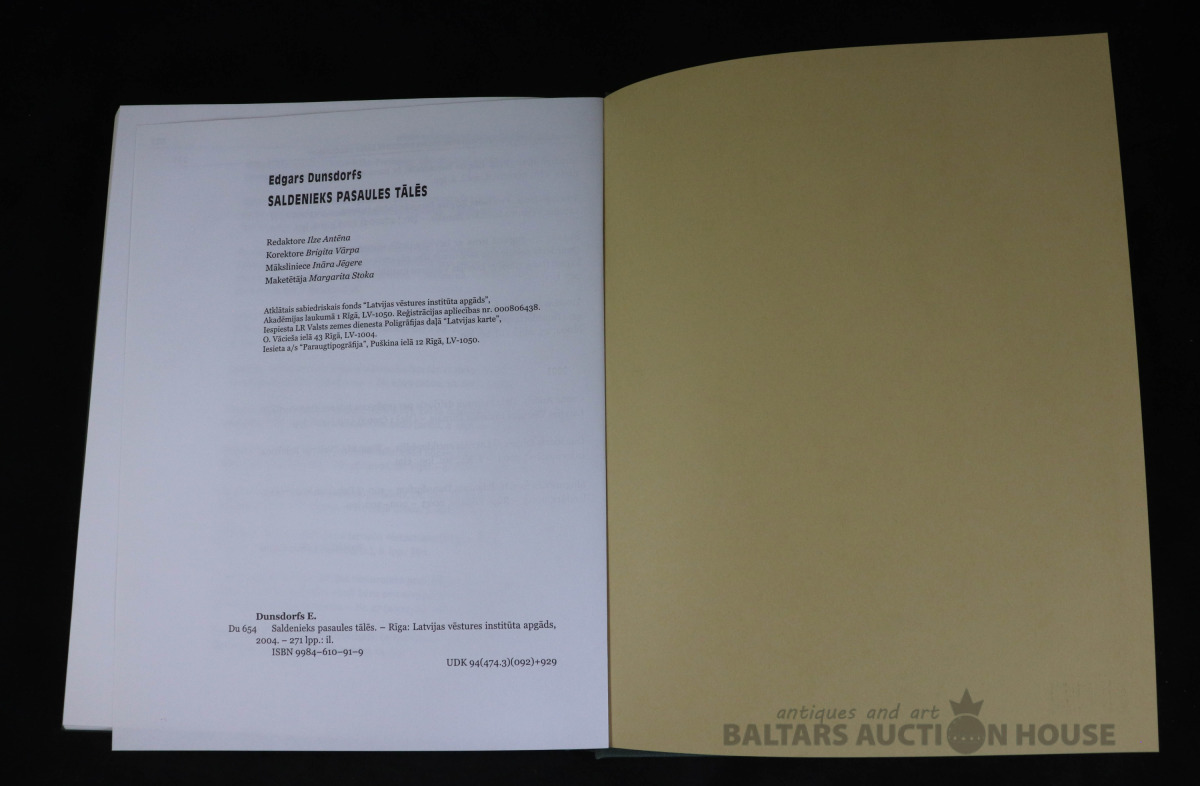 Edgars Dunsdorfs
SALDENIEKS PASAULES TĀLĒS
Redaktore Ilze Antēna
Korektore Brigita Vārpa
Māksliniece Ināra Jēgere
Maketētāja Margarita Stoka
Atklātais sabiedriskais fonds "Latvijas vēstures institūta apgāds",
Akadēmijas laukumā 1 Rīgā, LV-1050. Reģistrācijas apliecības nr. 000806438.
Iespiesta LR Valsts zemes dienesta Poligrāfijas daļā "Latvijas karte",
O. Vācieša ielā 43 Rīgā, LV-1004.
Iesieta a/s "Paraugtipogrāfija", Puškina ielā 12 Rīgā, LV-1050.
Dunsdorfs E.
Du 654 Saldenieks pasaules tālēs. – Rīga: Latvijas vēstures institūta apgāds,
2004. – 271 lpp.: il.
ISBN 9984–610–91–9
UDK 94(474.3)(092)+929
antiques and art
BALTARS AUCTION HOUSE